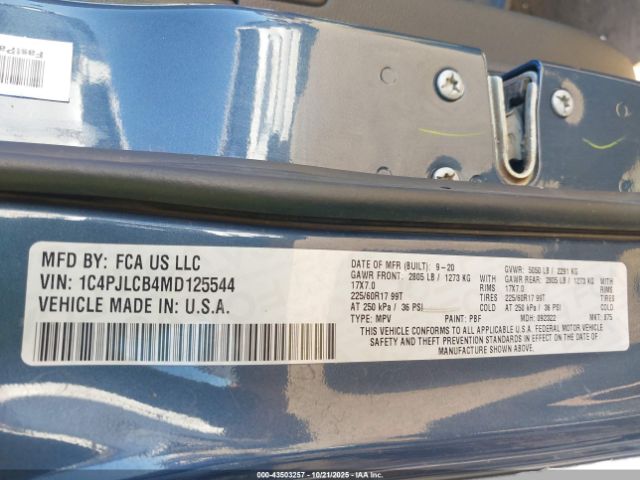 FastPa
MFD BY: FCA US LLC
VIN: 1C4PJLCB4MD125544
VEHICLE MADE IN: U.S.A.
DATE OF MFR (BUILT): 9-20 GVWR: 5050 LB / 2291 KG
GAWR FRONT: 2805 LB / 1273 KG WITH GAWR REAR: 2805 LB / 1273 KG WITH
17X7.0 RIMS 17X7.0 RIMS
225/60R17 99T TIRES 225/60R17 99T TIRES
AT 250 kPa / 36 PSI COLD AT 250 kPa / 36 PSI COLD
TYPE: MPV PAINT: PBF MDH: 092322 MKT: 875
THIS VEHICLE CONFORMS TO ALL APPLICABLE U.S.A. FEDERAL MOTOR VEHICLE
SAFETY AND THEFT PREVENTION STANDARDS IN EFFECT ON THE DATE OF
MANUFACTURE SHOWN ABOVE.
000-43503257 - 10/21/2025 - IAAI.COM